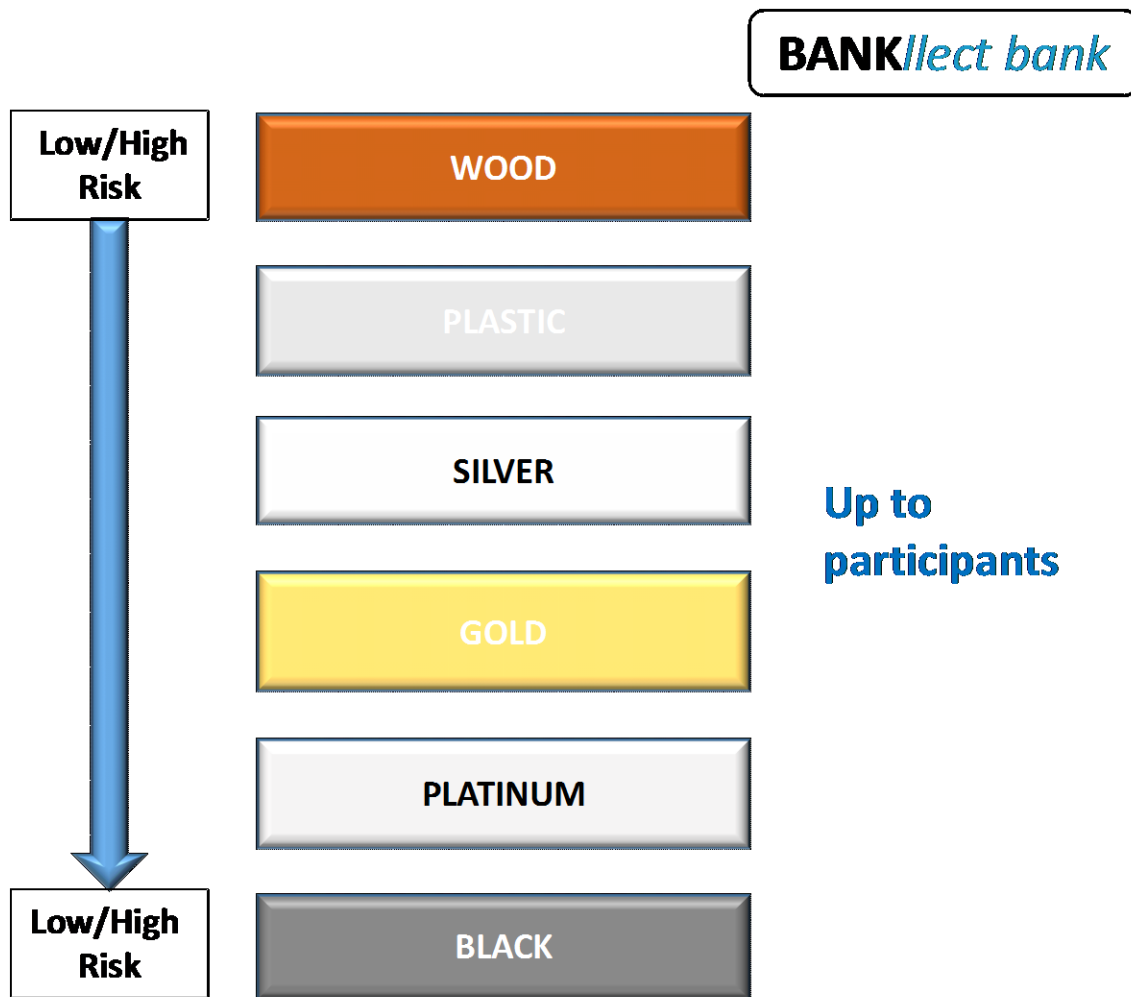 BANKllect bank
Low/High
Risk
WOOD
PLASTIC
SILVER
Up to
participants
GOLD
PLATINUM
Low/High
Risk
BLACK